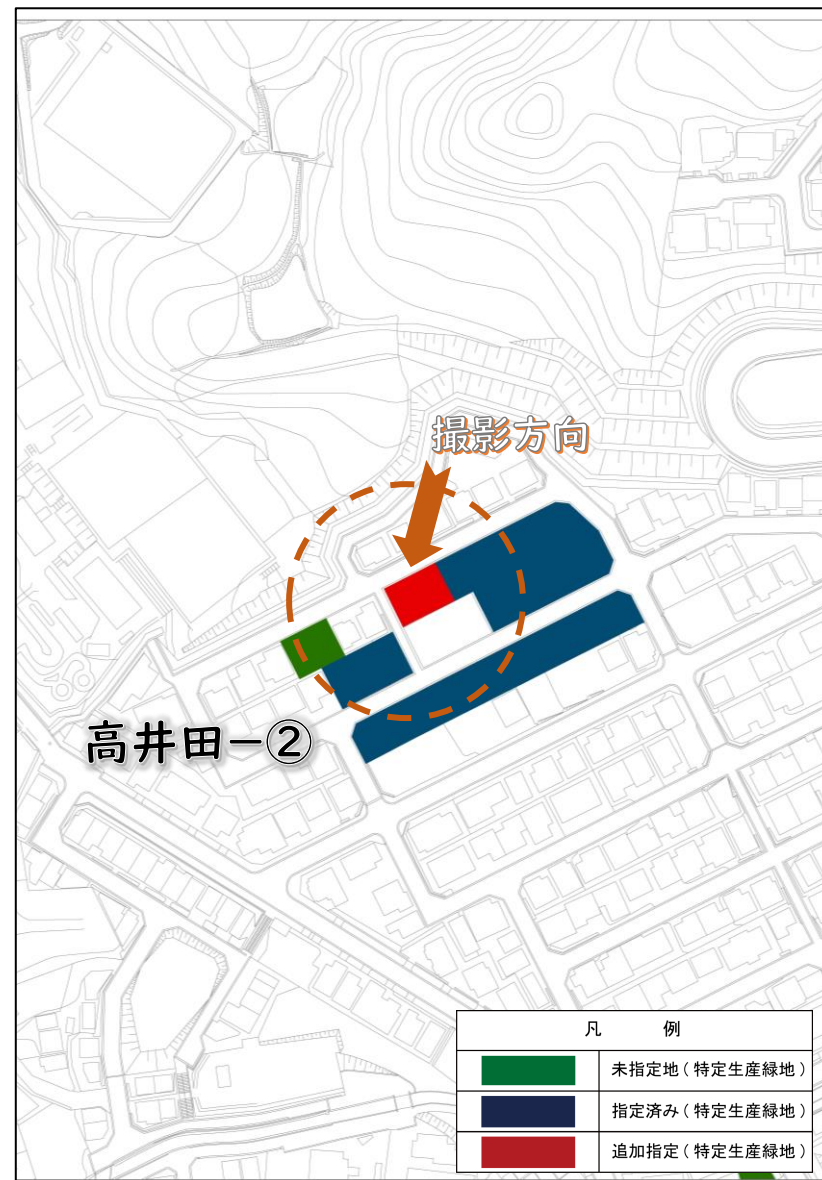 撮影方向
高井田ー②
凡 例
未指定地(特定生産緑地)
指定済み(特定生産緑地)
追加指定(特定生産緑地)